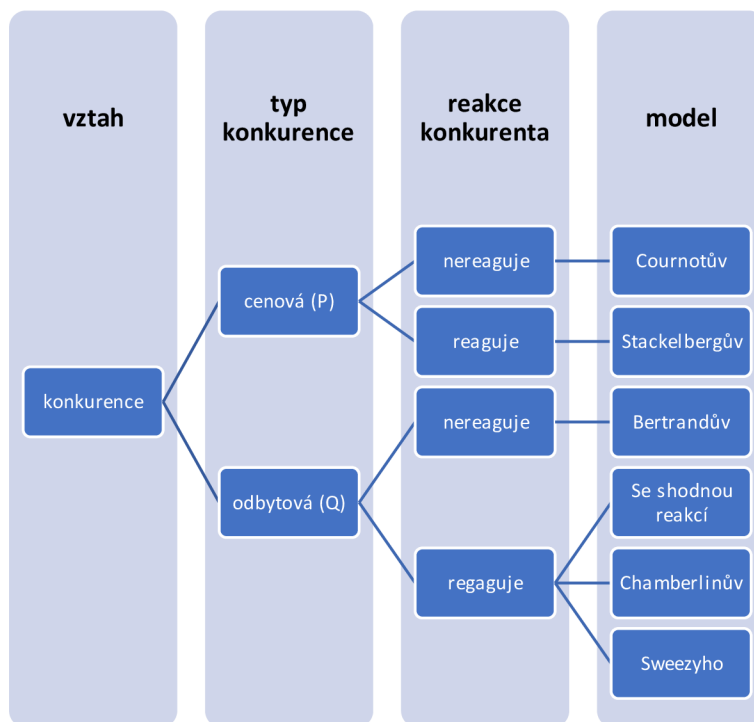 vztah
typ
konkurence
reakce
konkurenta
model
konkurence
cenová (P)
odbytová (Q)
nereaguje
reaguje
nereaguje
regaguje
Cournotův
Stackelbergův
Bertrandův
Se shodnou
reakcí
Chamberlinův
Sweezyho